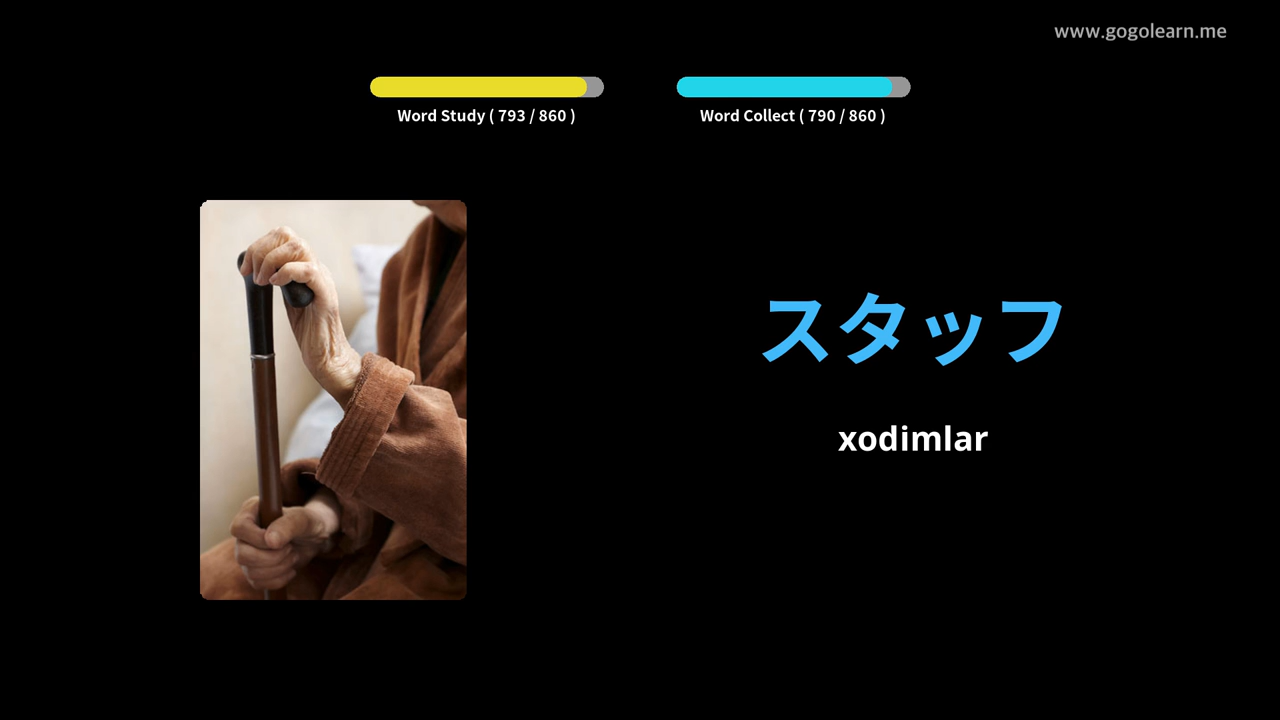 www.gogolearn.me
Word Study ( 793 / 860 )
Word Collect ( 790 / 860 )
スタッフ
xodimlar